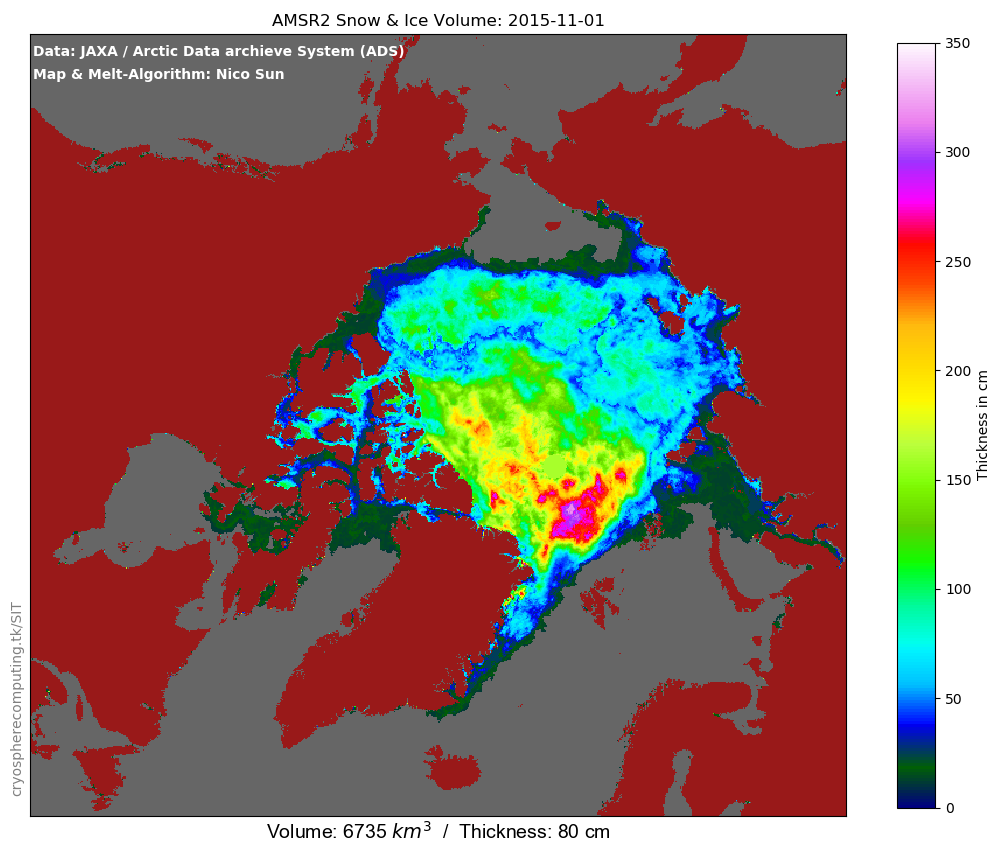 AMSR2 Snow & Ice Volume: 2015-11-01
Data: JAXA / Arctic Data archieve System (ADS)
Map & Melt-Algorithm: Nico Sun
350
300
250
200
150
100
50
0
Thickness in cm
cryospherecomputing.tk/SIT
Volume: 6735 km³ / Thickness: 80 cm